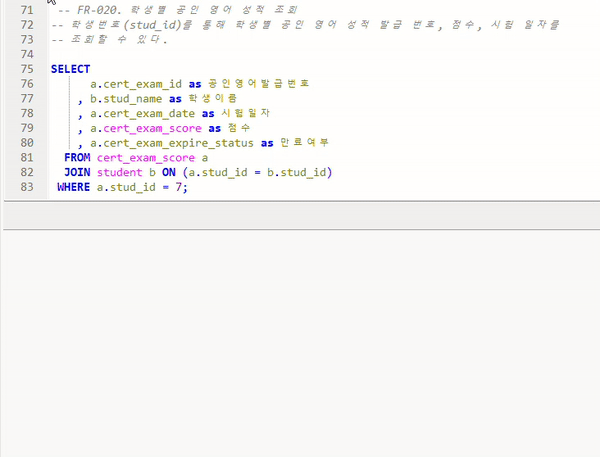 71 -- FR-020. 학생별 공인 영어 성적 조회
72 -- 학생번호(stud_id)를 통해 학생별 공인 영어 성적 발급 번호, 점수, 시험 일자를
73 -- 조회할 수 있다.
74
75 SELECT
76 a.cert_exam_id as 공인영어발급번호
77 , b.stud_name as 학생이름
78 , a.cert_exam_date as 시험일자
79 , a.cert_exam_score as 점수
80 , a.cert_exam_expire_status as 만료여부
81 FROM cert_exam_score a
82 JOIN student b ON (a.stud_id = b.stud_id)
83 WHERE a.stud_id = 7;